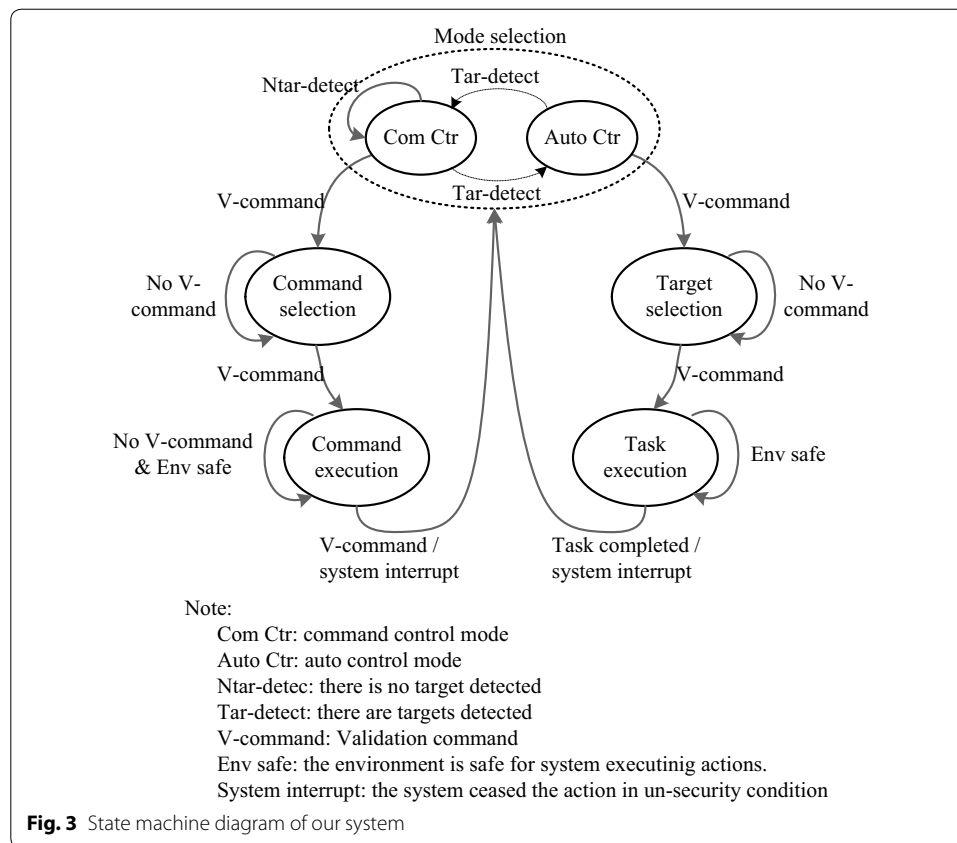 Mode selection
Tar-detect
Ntar-detect
Com Ctr
Auto Ctr
Tar-detect
V-command
V-command
No V-
command
Command
selection
Target
selection
No V-
command
V-command
V-command
No V-command
& Env safe
Command
execution
Task
execution
Env safe
V-command /
system interrupt
Task completed /
system interrupt
Note:
Com Ctr: command control mode
Auto Ctr: auto control mode
Ntar-detec: there is no target detected
Tar-detect: there are targets detected
V-command: Validation command
Env safe: the environment is safe for system executinig actions.
System interrupt: the system ceased the action in un-security condition
Fig. 3 State machine diagram of our system